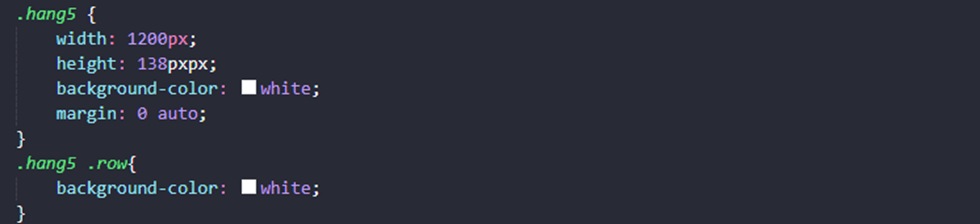 .hang5 {
    width: 1200px;
    height: 138pxpx;
    background-color: white;
    margin: 0 auto;
}
.hang5 .row{
    background-color: white;
}